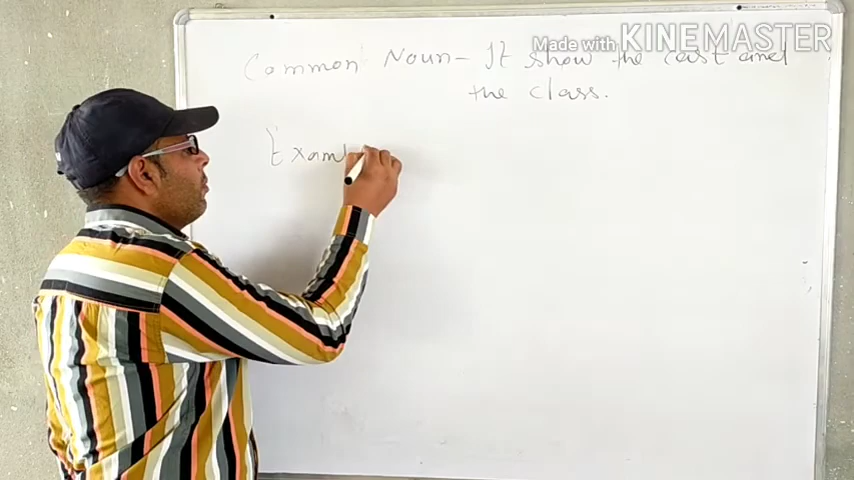 Made with KINEMASTER
Common Noun - It show the cast and
the class.
Exam